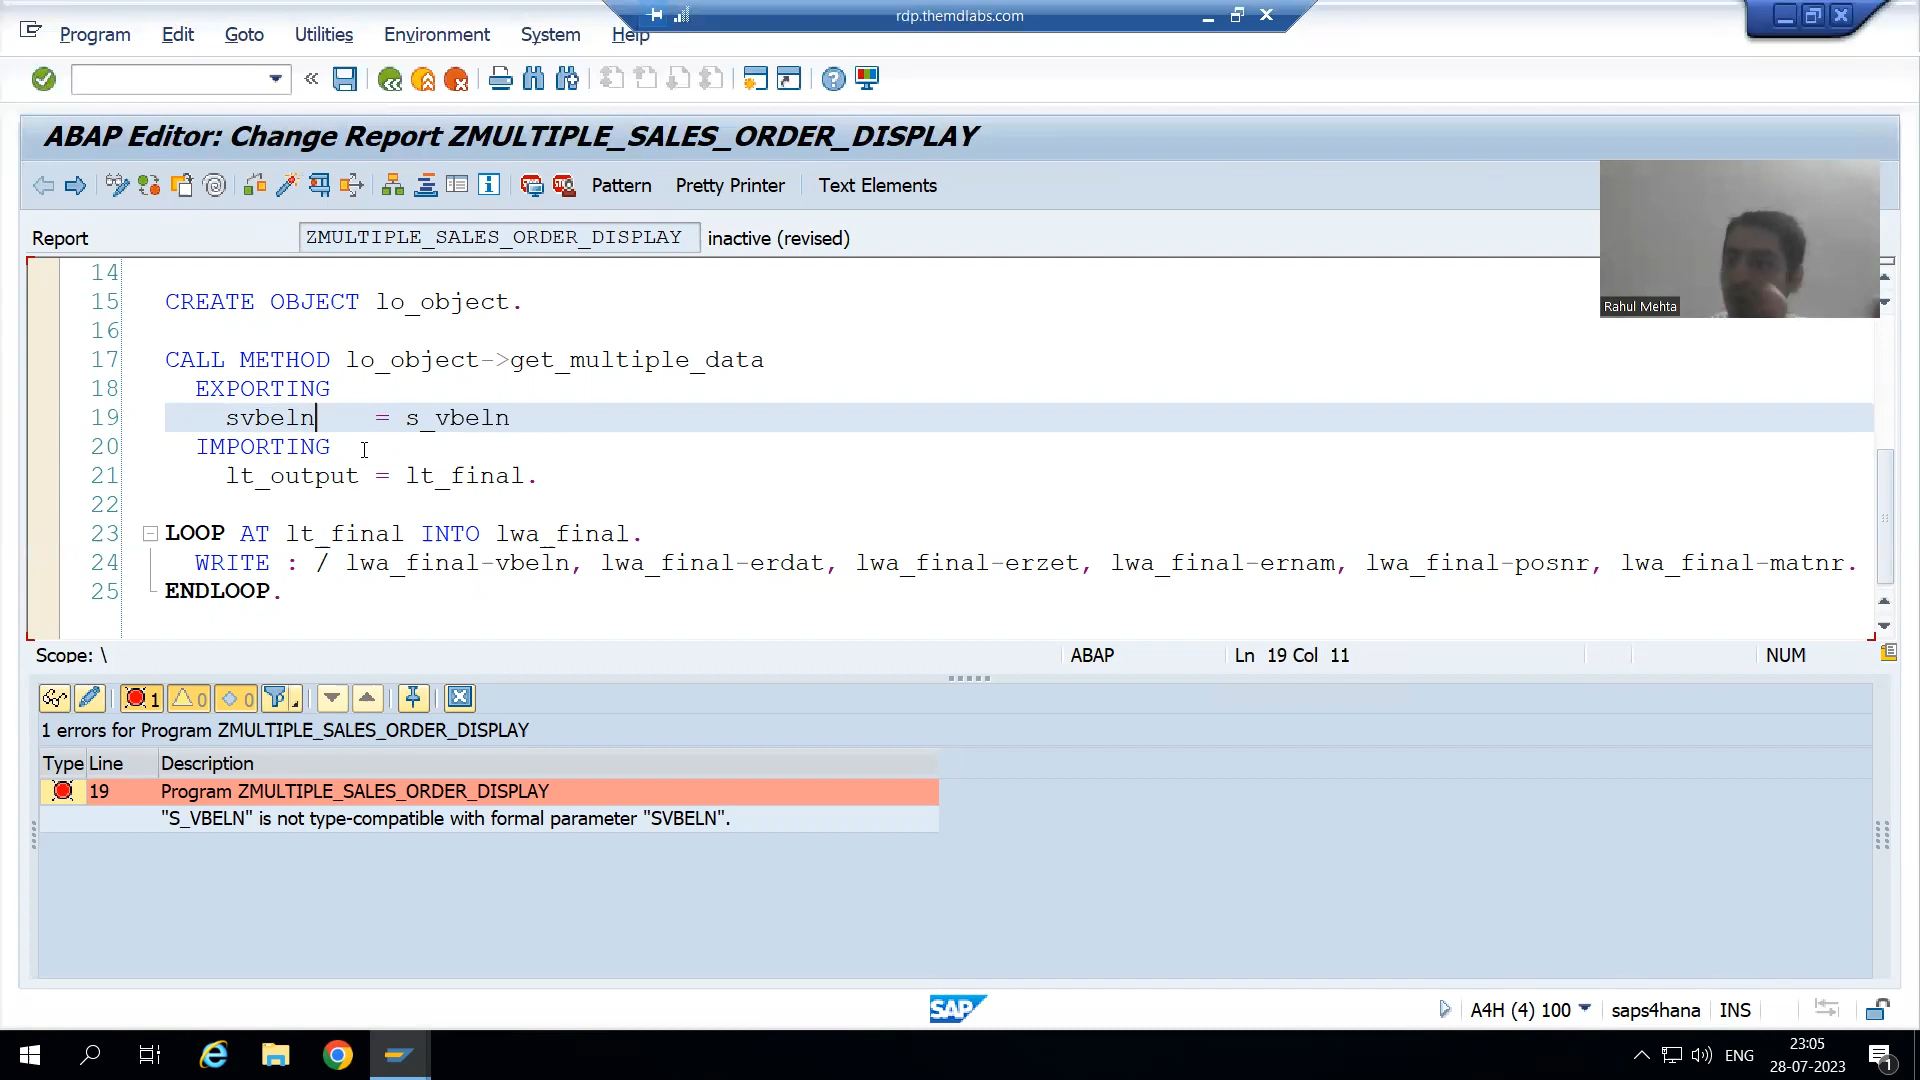 rdp.themdlabs.com
Program Edit Goto Utilities Environment System Help
ABAP Editor: Change Report ZMULTIPLE_SALES_ORDER_DISPLAY
Pattern Pretty Printer Text Elements
Report ZMULTIPLE_SALES_ORDER_DISPLAY inactive (revised)
Rahul Mehta
14
15 CREATE OBJECT lo_object.
16
17 CALL METHOD lo_object->get_multiple_data
18 EXPORTING
19 svbeln = s_vbeln
20 IMPORTING
21 lt_output = lt_final.
22
23 LOOP AT lt_final INTO lwa_final.
24 WRITE : / lwa_final-vbeln, lwa_final-erdat, lwa_final-erzet, lwa_final-ernam, lwa_final-posnr, lwa_final-matnr.
25 ENDLOOP.
Scope: \ ABAP Ln 19 Col 11 NUM
1 0 0
1 errors for Program ZMULTIPLE_SALES_ORDER_DISPLAY
Type Line Description
19 Program ZMULTIPLE_SALES_ORDER_DISPLAY
"S_VBELN" is not type-compatible with formal parameter "SVBELN".
SAP A4H (4) 100 saps4hana INS
ENG 23:05
28-07-2023 1